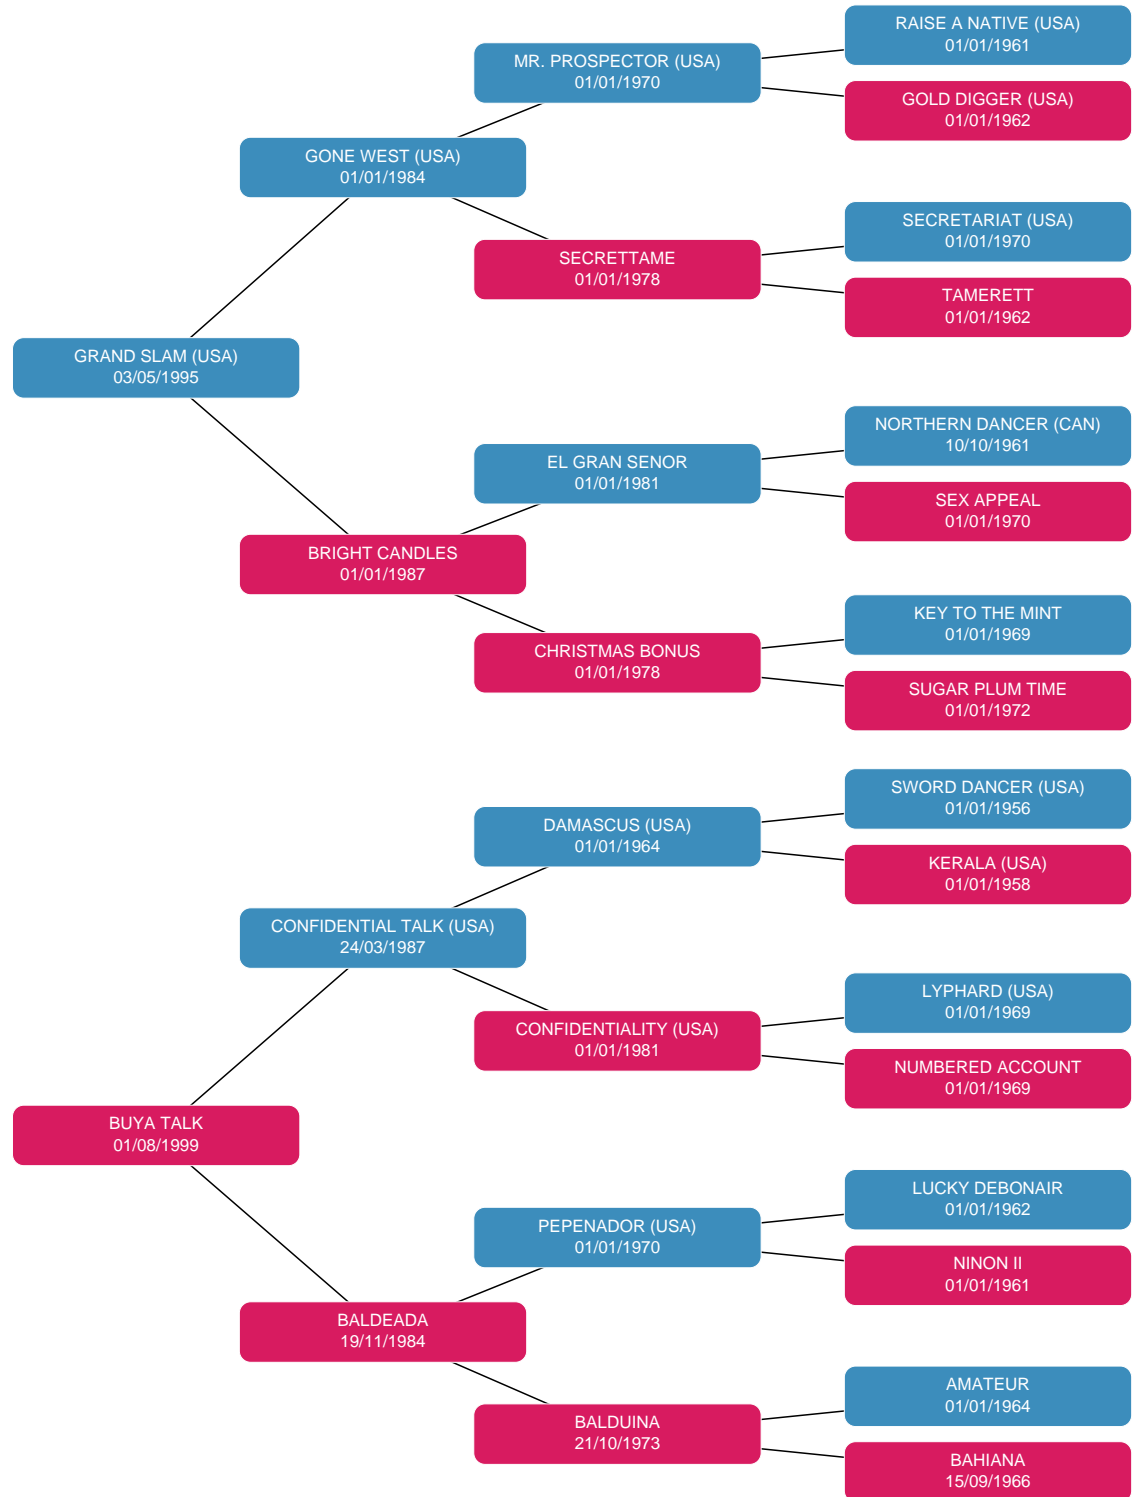 RAISE A NATIVE (USA)
01/01/1961
MR. PROSPECTOR (USA)
01/01/1970
GOLD DIGGER (USA)
01/01/1962
GONE WEST (USA)
01/01/1984
SECRETARIAT (USA)
01/01/1970
SECRETTAME
01/01/1978
TAMERETT
01/01/1962
GRAND SLAM (USA)
03/05/1995
NORTHERN DANCER (CAN)
10/10/1961
EL GRAN SENOR
01/01/1981
SEX APPEAL
01/01/1970
BRIGHT CANDLES
01/01/1987
KEY TO THE MINT
01/01/1969
CHRISTMAS BONUS
01/01/1978
SUGAR PLUM TIME
01/01/1972
SWORD DANCER (USA)
01/01/1956
DAMASCUS (USA)
01/01/1964
KERALA (USA)
01/01/1958
CONFIDENTIAL TALK (USA)
24/03/1987
LYPHARD (USA)
01/01/1969
CONFIDENTIALITY (USA)
01/01/1981
NUMBERED ACCOUNT
01/01/1969
BUYA TALK
01/08/1999
LUCKY DEBONAIR
01/01/1962
PEPENADOR (USA)
01/01/1970
NINON II
01/01/1961
BALDEADA
19/11/1984
AMATEUR
01/01/1964
BALDUINA
21/10/1973
BAHIANA
15/09/1966